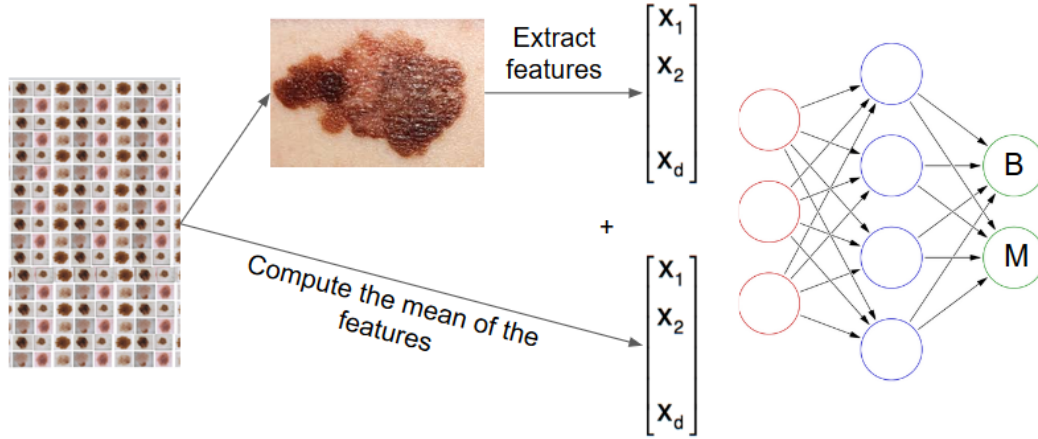 Extract
features
X1
X2
Xd
+
Compute the mean of the
features
X1
X2
Xd
B
M